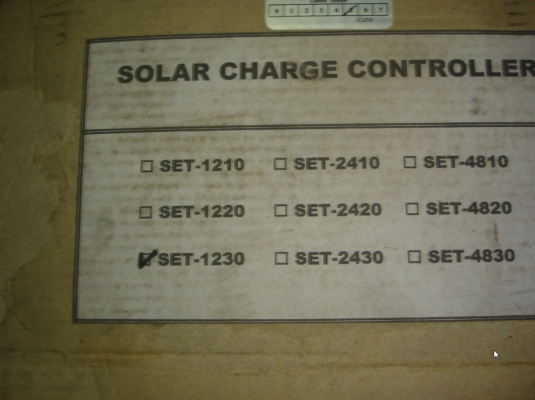 SOLAR CHARGE CONTROLLER
SET-1210 SET-2410 SET-4810
SET-1220 SET-2420 SET-4820
SET-1230 SET-2430 SET-4830